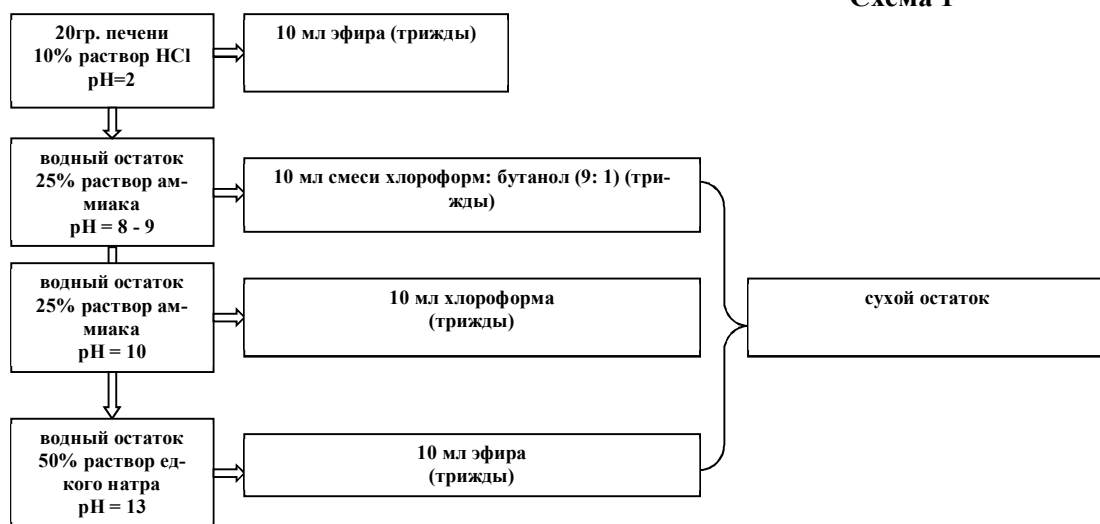 Схема 1
20гр. печени
10% раствор HCl
pH=2
10 мл эфира (трижды)
водный остаток
25% раствор ам-
миака
pH = 8 - 9
10 мл смеси хлороформ: бутанол (9: 1) (три-
жды)
водный остаток
25% раствор ам-
миака
pH = 10
10 мл хлороформа
(трижды)
сухой остаток
водный остаток
50% раствор ед-
кого натра
pH = 13
10 мл эфира
(трижды)